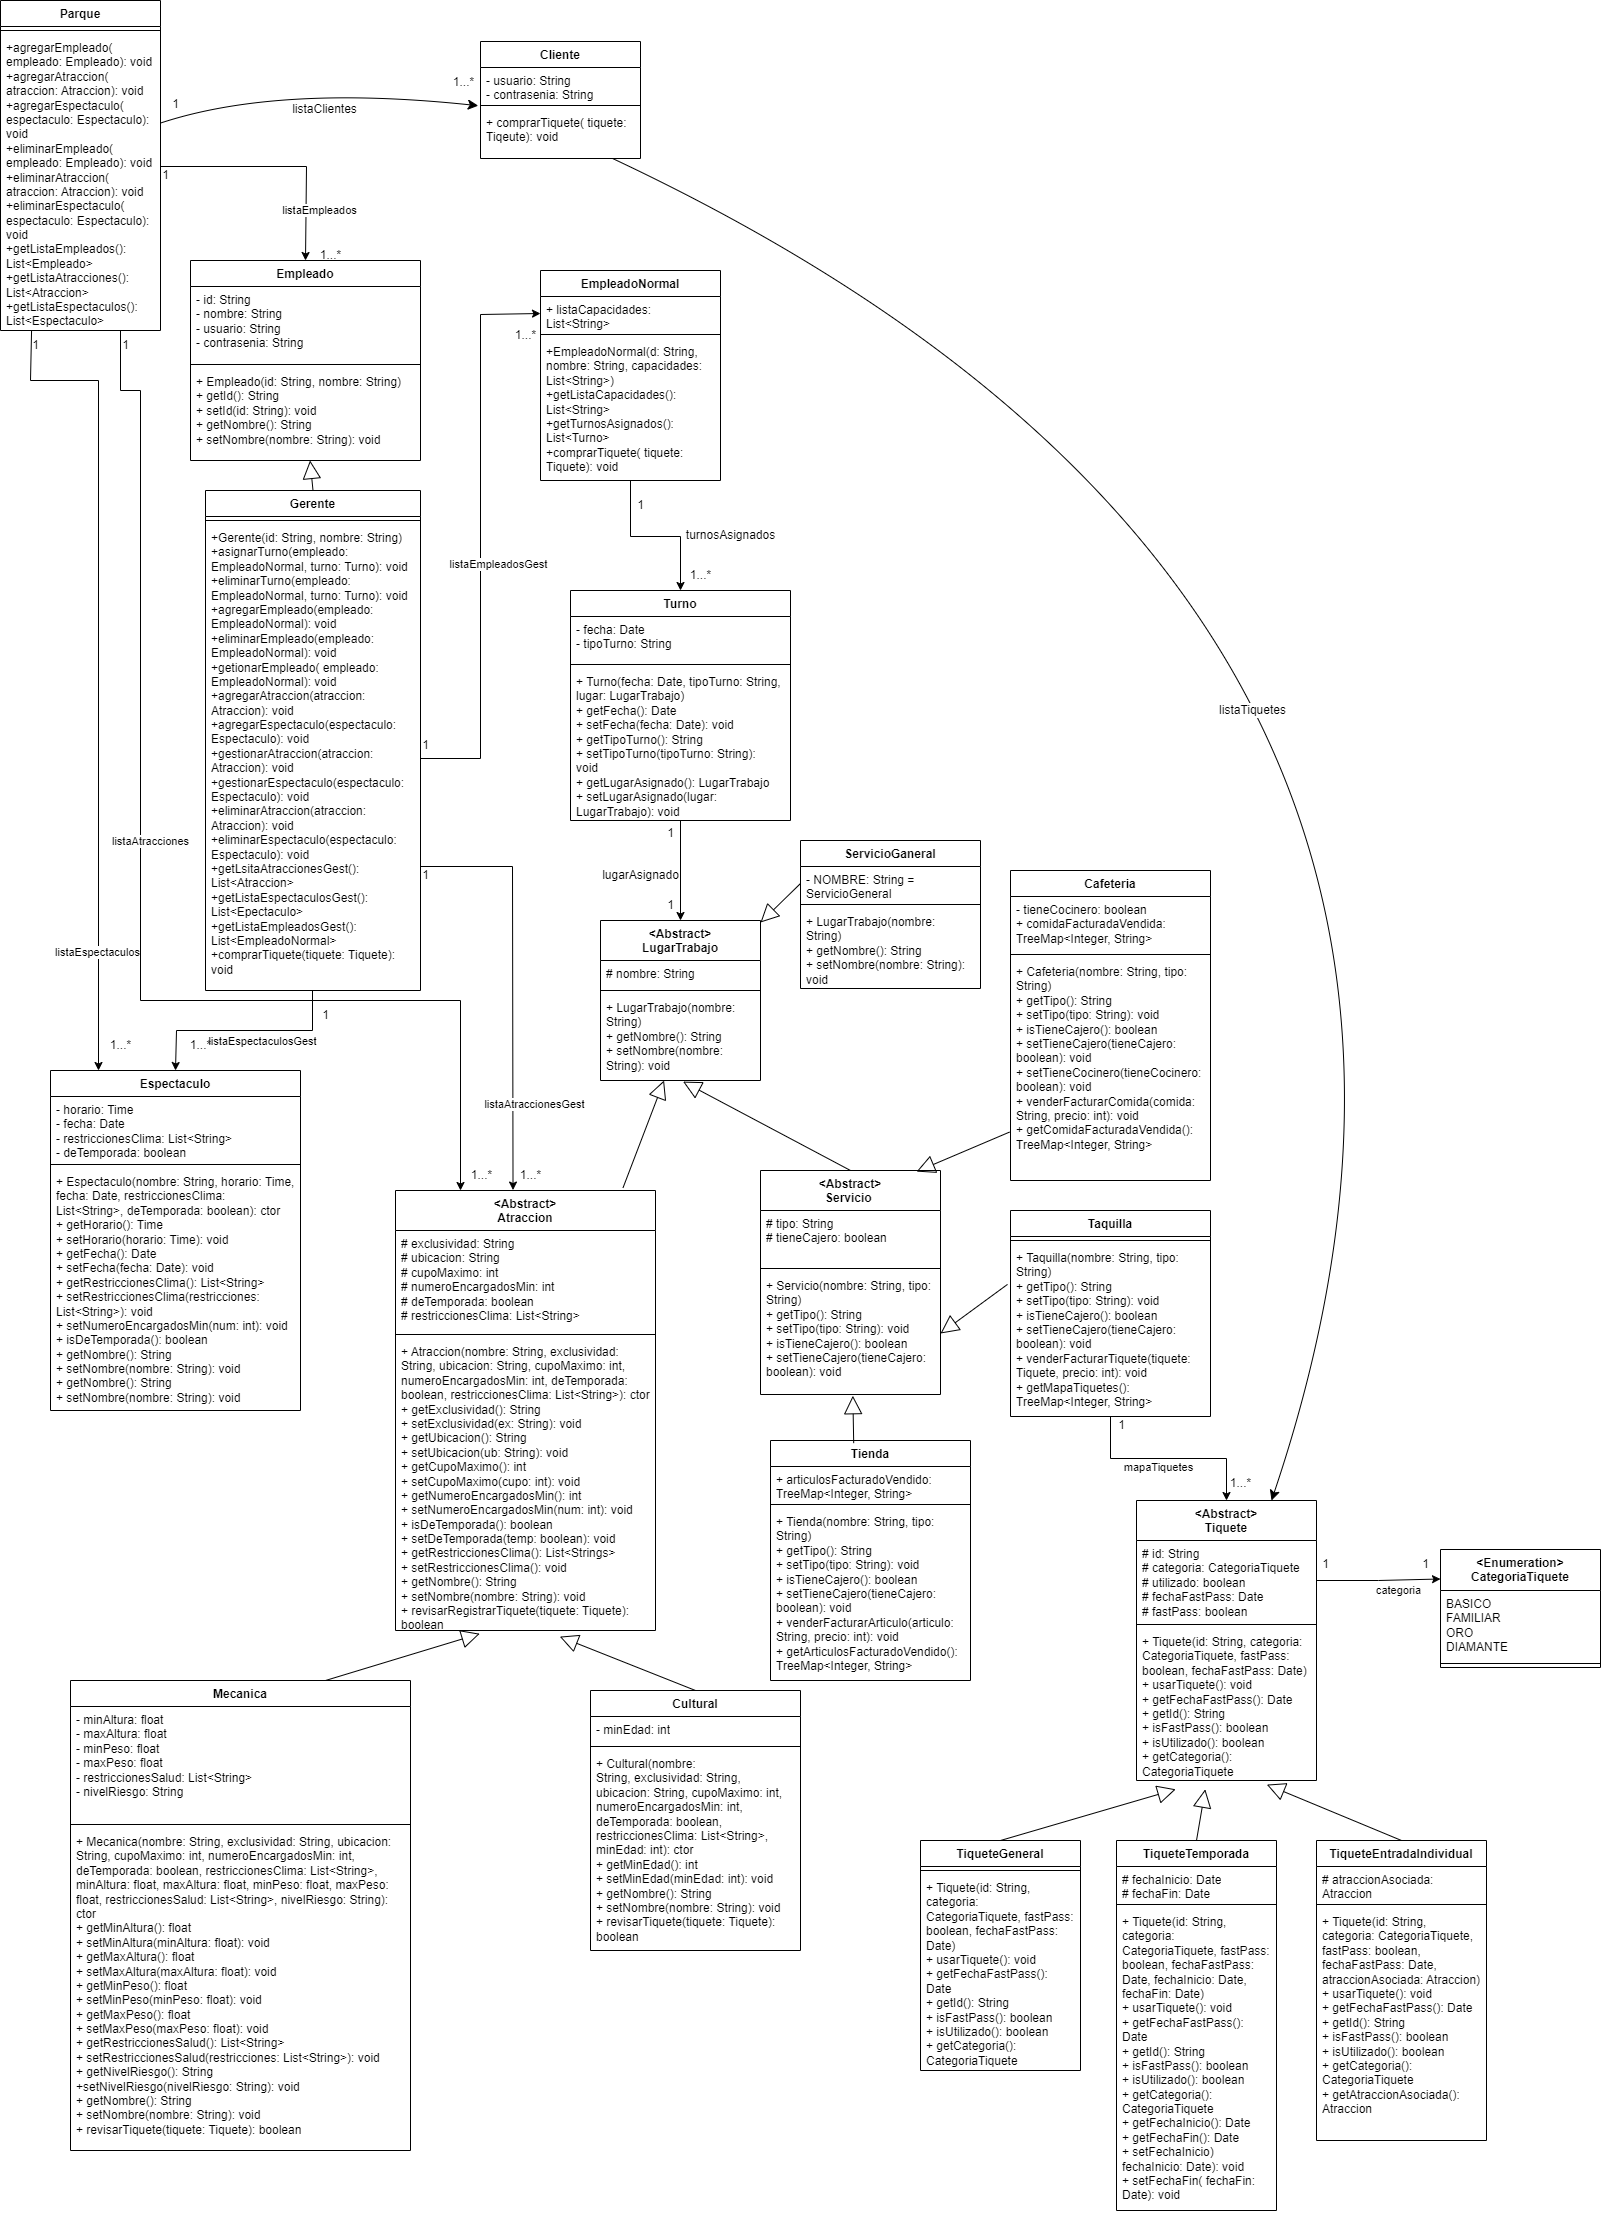 Parque
+agregarEmpleado(
empleado: Empleado): void
+agregarAtraccion(
atraccion: Atraccion): void
+agregarEspectaculo(
espectaculo: Espectaculo):
void
+eliminarEmpleado(
empleado: Empleado): void
+eliminarAtraccion(
atraccion: Atraccion): void
+eliminarEspectaculo(
espectaculo: Espectaculo):
void
+getListaEmpleados():
List<Empleado>
+getListaAtracciones():
List<Atraccion>
+getListaEspectaculos():
List<Espectaculo>
1
listaClientes
1...*
Cliente
- usuario: String
- contrasenia: String
+ comprarTiquete( tiquete:
Tiqeute): void
1
listaEmpleados
1...*
Empleado
- id: String
- nombre: String
- usuario: String
- contrasenia: String
+ Empleado(id: String, nombre: String)
+ getId(): String
+ setId(id: String): void
+ getNombre(): String
+ setNombre(nombre: String): void
EmpleadoNormal
+ listaCapacidades:
List<String>
+EmpleadoNormal(d: String,
nombre: String, capacidades:
List<String>)
+getListaCapacidades():
List<String>
+getTurnosAsignados():
List<Turno>
+comprarTiquete( tiquete:
Tiquete): void
1...*
1
1
Gerente
+Gerente(id: String, nombre: String)
+asignarTurno(empleado:
EmpleadoNormal, turno: Turno): void
+eliminarTurno(empleado:
EmpleadoNormal, turno: Turno): void
+agregarEmpleado(empleado:
EmpleadoNormal): void
+eliminarEmpleado(empleado:
EmpleadoNormal): void
+getionarEmpleado( empleado:
EmpleadoNormal): void
+agregarAtraccion(atraccion:
Atraccion): void
+agregarEspectaculo(espectaculo:
Espectaculo): void
+gestionarAtraccion(atraccion:
Atraccion): void
+gestionarEspectaculo(espectaculo:
Espectaculo): void
+eliminarAtraccion(atraccion:
Atraccion): void
+eliminarEspectaculo(espectaculo:
Espectaculo): void
+getLsitaAtraccionesGest():
List<Atraccion>
+getListaEspectaculosGest():
List<Epectaculo>
+getListaEmpleadosGest():
List<EmpleadoNormal>
+comprarTiquete(tiquete: Tiquete):
void
listaEmpleadosGest
1
1
turnosAsignados
1...*
Turno
- fecha: Date
- tipoTurno: String
+ Turno(fecha: Date, tipoTurno: String,
lugar: LugarTrabajo)
+ getFecha(): Date
+ setFecha(fecha: Date): void
+ getTipoTurno(): String
+ setTipoTurno(tipoTurno: String):
void
+ getLugarAsignado(): LugarTrabajo
+ setLugarAsignado(lugar:
LugarTrabajo): void
listaTiquetes
listaAtracciones
listaEspectaculos
1
1
lugarAsignado
1
<Abstract>
LugarTrabajo
# nombre: String
+ LugarTrabajo(nombre:
String)
+ getNombre(): String
+ setNombre(nombre:
String): void
ServicioGaneral
- NOMBRE: String =
ServicioGeneral
+ LugarTrabajo(nombre:
String)
+ getNombre(): String
+ setNombre(nombre: String):
void
Cafeteria
- tieneCocinero: boolean
+ comidaFacturadaVendida:
TreeMap<Integer, String>
+ Cafeteria(nombre: String, tipo:
String)
+ getTipo(): String
+ setTipo(tipo: String): void
+ isTieneCajero(): boolean
+ setTieneCajero(tieneCajero:
boolean): void
+ setTieneCocinero(tieneCocinero:
boolean): void
+ venderFacturarComida(comida:
String, precio: int): void
+ getComidaFacturadaVendida():
TreeMap<Integer, String>
1
listaEspectaculosGest
1...*
1...*
listaAtraccionesGest
Espectaculo
- horario: Time
- fecha: Date
- restriccionesClima: List<String>
- deTemporada: boolean
+ Espectaculo(nombre: String, horario: Time,
fecha: Date, restriccionesClima:
List<String>, deTemporada: boolean): ctor
+ getHorario(): Time
+ setHorario(horario: Time): void
+ getFecha(): Date
+ setFecha(fecha: Date): void
+ getRestriccionesClima(): List<String>
+ setRestriccionesClima(restricciones:
List<String>): void
+ setNumeroEncargadosMin(num: int): void
+ isDeTemporada(): boolean
+ getNombre(): String
+ setNombre(nombre: String): void
+ getNombre(): String
+ setNombre(nombre: String): void
1...*
1...*
<Abstract>
Atraccion
# exclusividad: String
# ubicacion: String
# cupoMaximo: int
# numeroEncargadosMin: int
# deTemporada: boolean
# restriccionesClima: List<String>
+ Atraccion(nombre: String, exclusividad:
String, ubicacion: String, cupoMaximo: int,
numeroEncargadosMin: int, deTemporada:
boolean, restriccionesClima: List<String>): ctor
+ getExclusividad(): String
+ setExclusividad(ex: String): void
+ getUbicacion(): String
+ setUbicacion(ub: String): void
+ getCupoMaximo(): int
+ setCupoMaximo(cupo: int): void
+ getNumeroEncargadosMin(): int
+ setNumeroEncargadosMin(num: int): void
+ isDeTemporada(): boolean
+ setDeTemporada(temp: boolean): void
+ getRestriccionesClima(): List<Strings>
+ setRestriccionesClima(): void
+ getNombre(): String
+ setNombre(nombre: String): void
+ revisarRegistrarTiquete(tiquete: Tiquete):
boolean
<Abstract>
Servicio
# tipo: String
# tieneCajero: boolean
+ Servicio(nombre: String, tipo:
String)
+ getTipo(): String
+ setTipo(tipo: String): void
+ isTieneCajero(): boolean
+ setTieneCajero(tieneCajero:
boolean): void
Taquilla
+ Taquilla(nombre: String, tipo:
String)
+ getTipo(): String
+ setTipo(tipo: String): void
+ isTieneCajero(): boolean
+ setTieneCajero(tieneCajero:
boolean): void
+ venderFacturarTiquete(tiquete:
Tiquete, precio: int): void
+ getMapaTiquetes():
TreeMap<Integer, String>
1
mapaTiquetes
1...*
Tienda
+ articulosFacturadoVendido:
TreeMap<Integer, String>
+ Tienda(nombre: String, tipo:
String)
+ getTipo(): String
+ setTipo(tipo: String): void
+ isTieneCajero(): boolean
+ setTieneCajero(tieneCajero:
boolean): void
+ venderFacturarArticulo(articulo:
String, precio: int): void
+ getArticulosFacturadoVendido():
TreeMap<Integer, String>
<Abstract>
Tiquete
# id: String
# categoria: CategoriaTiquete
# utilizado: boolean
# fechaFastPass: Date
# fastPass: boolean
+ Tiquete(id: String, categoria:
CategoriaTiquete, fastPass:
boolean, fechaFastPass: Date)
+ usarTiquete(): void
+ getFechaFastPass(): Date
+ getId(): String
+ isFastPass(): boolean
+ isUtilizado(): boolean
+ getCategoria():
CategoriaTiquete
1
1
categoria
<Enumeration>
CategoriaTiquete
BASICO
FAMILIAR
ORO
DIAMANTE
Mecanica
- minAltura: float
- maxAltura: float
- minPeso: float
- maxPeso: float
- restriccionesSalud: List<String>
- nivelRiesgo: String
+ Mecanica(nombre: String, exclusividad: String, ubicacion:
String, cupoMaximo: int, numeroEncargadosMin: int,
deTemporada: boolean, restriccionesClima: List<String>,
minAltura: float, maxAltura: float, minPeso: float, maxPeso:
float, restriccionesSalud: List<String>, nivelRiesgo: String):
ctor
+ getMinAltura(): float
+ setMinAltura(minAltura: float): void
+ getMaxAltura(): float
+ setMaxAltura(maxAltura: float): void
+ getMinPeso(): float
+ setMinPeso(minPeso: float): void
+ getMaxPeso(): float
+ setMaxPeso(maxPeso: float): void
+ getRestriccionesSalud(): List<String>
+ setRestriccionesSalud(restricciones: List<String>): void
+ getNivelRiesgo(): String
+setNivelRiesgo(nivelRiesgo: String): void
+ getNombre(): String
+ setNombre(nombre: String): void
+ revisarTiquete(tiquete: Tiquete): boolean
Cultural
- minEdad: int
+ Cultural(nombre:
String, exclusividad: String,
ubicacion: String, cupoMaximo: int,
numeroEncargadosMin: int,
deTemporada: boolean,
restriccionesClima: List<String>,
minEdad: int): ctor
+ getMinEdad(): int
+ setMinEdad(minEdad: int): void
+ getNombre(): String
+ setNombre(nombre: String): void
+ revisarTiquete(tiquete: Tiquete):
boolean
TiqueteGeneral
+ Tiquete(id: String,
categoria:
CategoriaTiquete, fastPass:
boolean, fechaFastPass:
Date)
+ usarTiquete(): void
+ getFechaFastPass():
Date
+ getId(): String
+ isFastPass(): boolean
+ isUtilizado(): boolean
+ getCategoria():
CategoriaTiquete
TiqueteTemporada
# fechaInicio: Date
# fechaFin: Date
+ Tiquete(id: String,
categoria:
CategoriaTiquete, fastPass:
boolean, fechaFastPass:
Date, fechaInicio: Date,
fechaFin: Date)
+ usarTiquete(): void
+ getFechaFastPass():
Date
+ getId(): String
+ isFastPass(): boolean
+ isUtilizado(): boolean
+ getCategoria():
CategoriaTiquete
+ getFechaInicio(): Date
+ getFechaFin(): Date
+ setFechaInicio)
fechaInicio: Date): void
+ setFechaFin( fechaFin:
Date): void
TiqueteEntradaIndividual
# atraccionAsociada:
Atraccion
+ Tiquete(id: String,
categoria: CategoriaTiquete,
fastPass: boolean,
fechaFastPass: Date,
atraccionAsociada: Atraccion)
+ usarTiquete(): void
+ getFechaFastPass(): Date
+ getId(): String
+ isFastPass(): boolean
+ isUtilizado(): boolean
+ getCategoria():
CategoriaTiquete
+ getAtraccionAsociada():
Atraccion